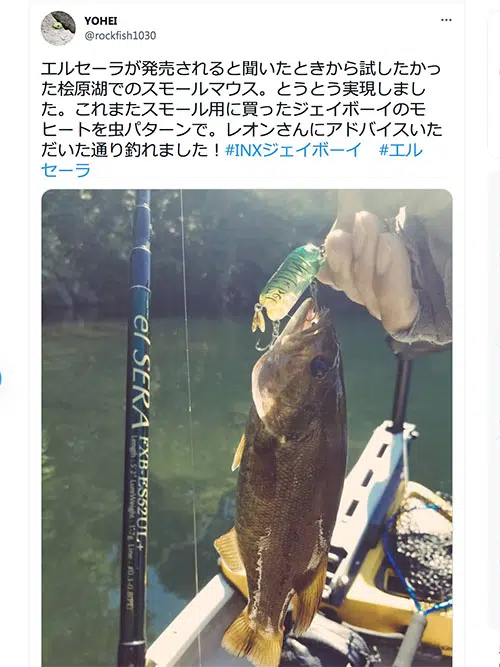 YOHEI
@rockfish1030
エルセーラが発売されると聞いたときから試したかっ
た桧原湖でのスモールマウス。とうとう実現しまし
た。これまたスモール用に買ったジェイボーイのモ
ヒートを虫パターンで。レオンさんにアドバイスいた
だいた通り釣れました！#INXジェイボーイ　#エル
セーラ
el SERA FXB-ES52UL+